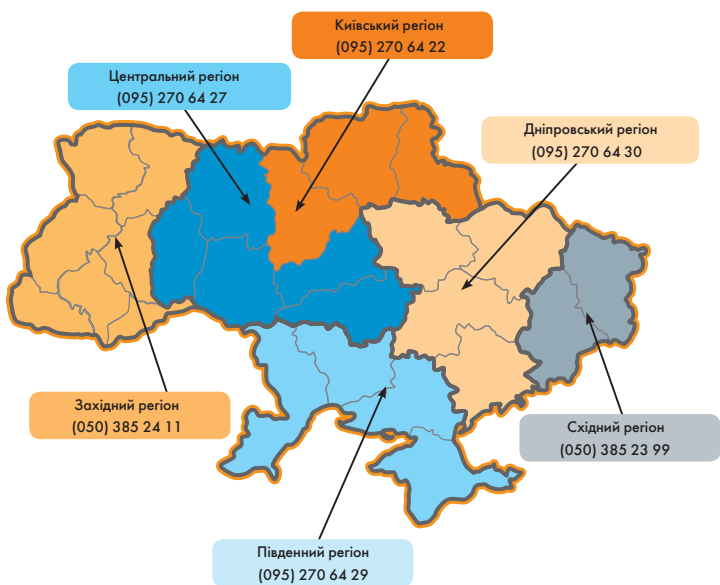 Київський регіон
(095) 270 64 22
Центральний регіон
(095) 270 64 27
Дніпровський регіон
(095) 270 64 30
Західний регіон
(050) 385 24 11
Східний регіон
(050) 385 23 99
Південний регіон
(095) 270 64 29